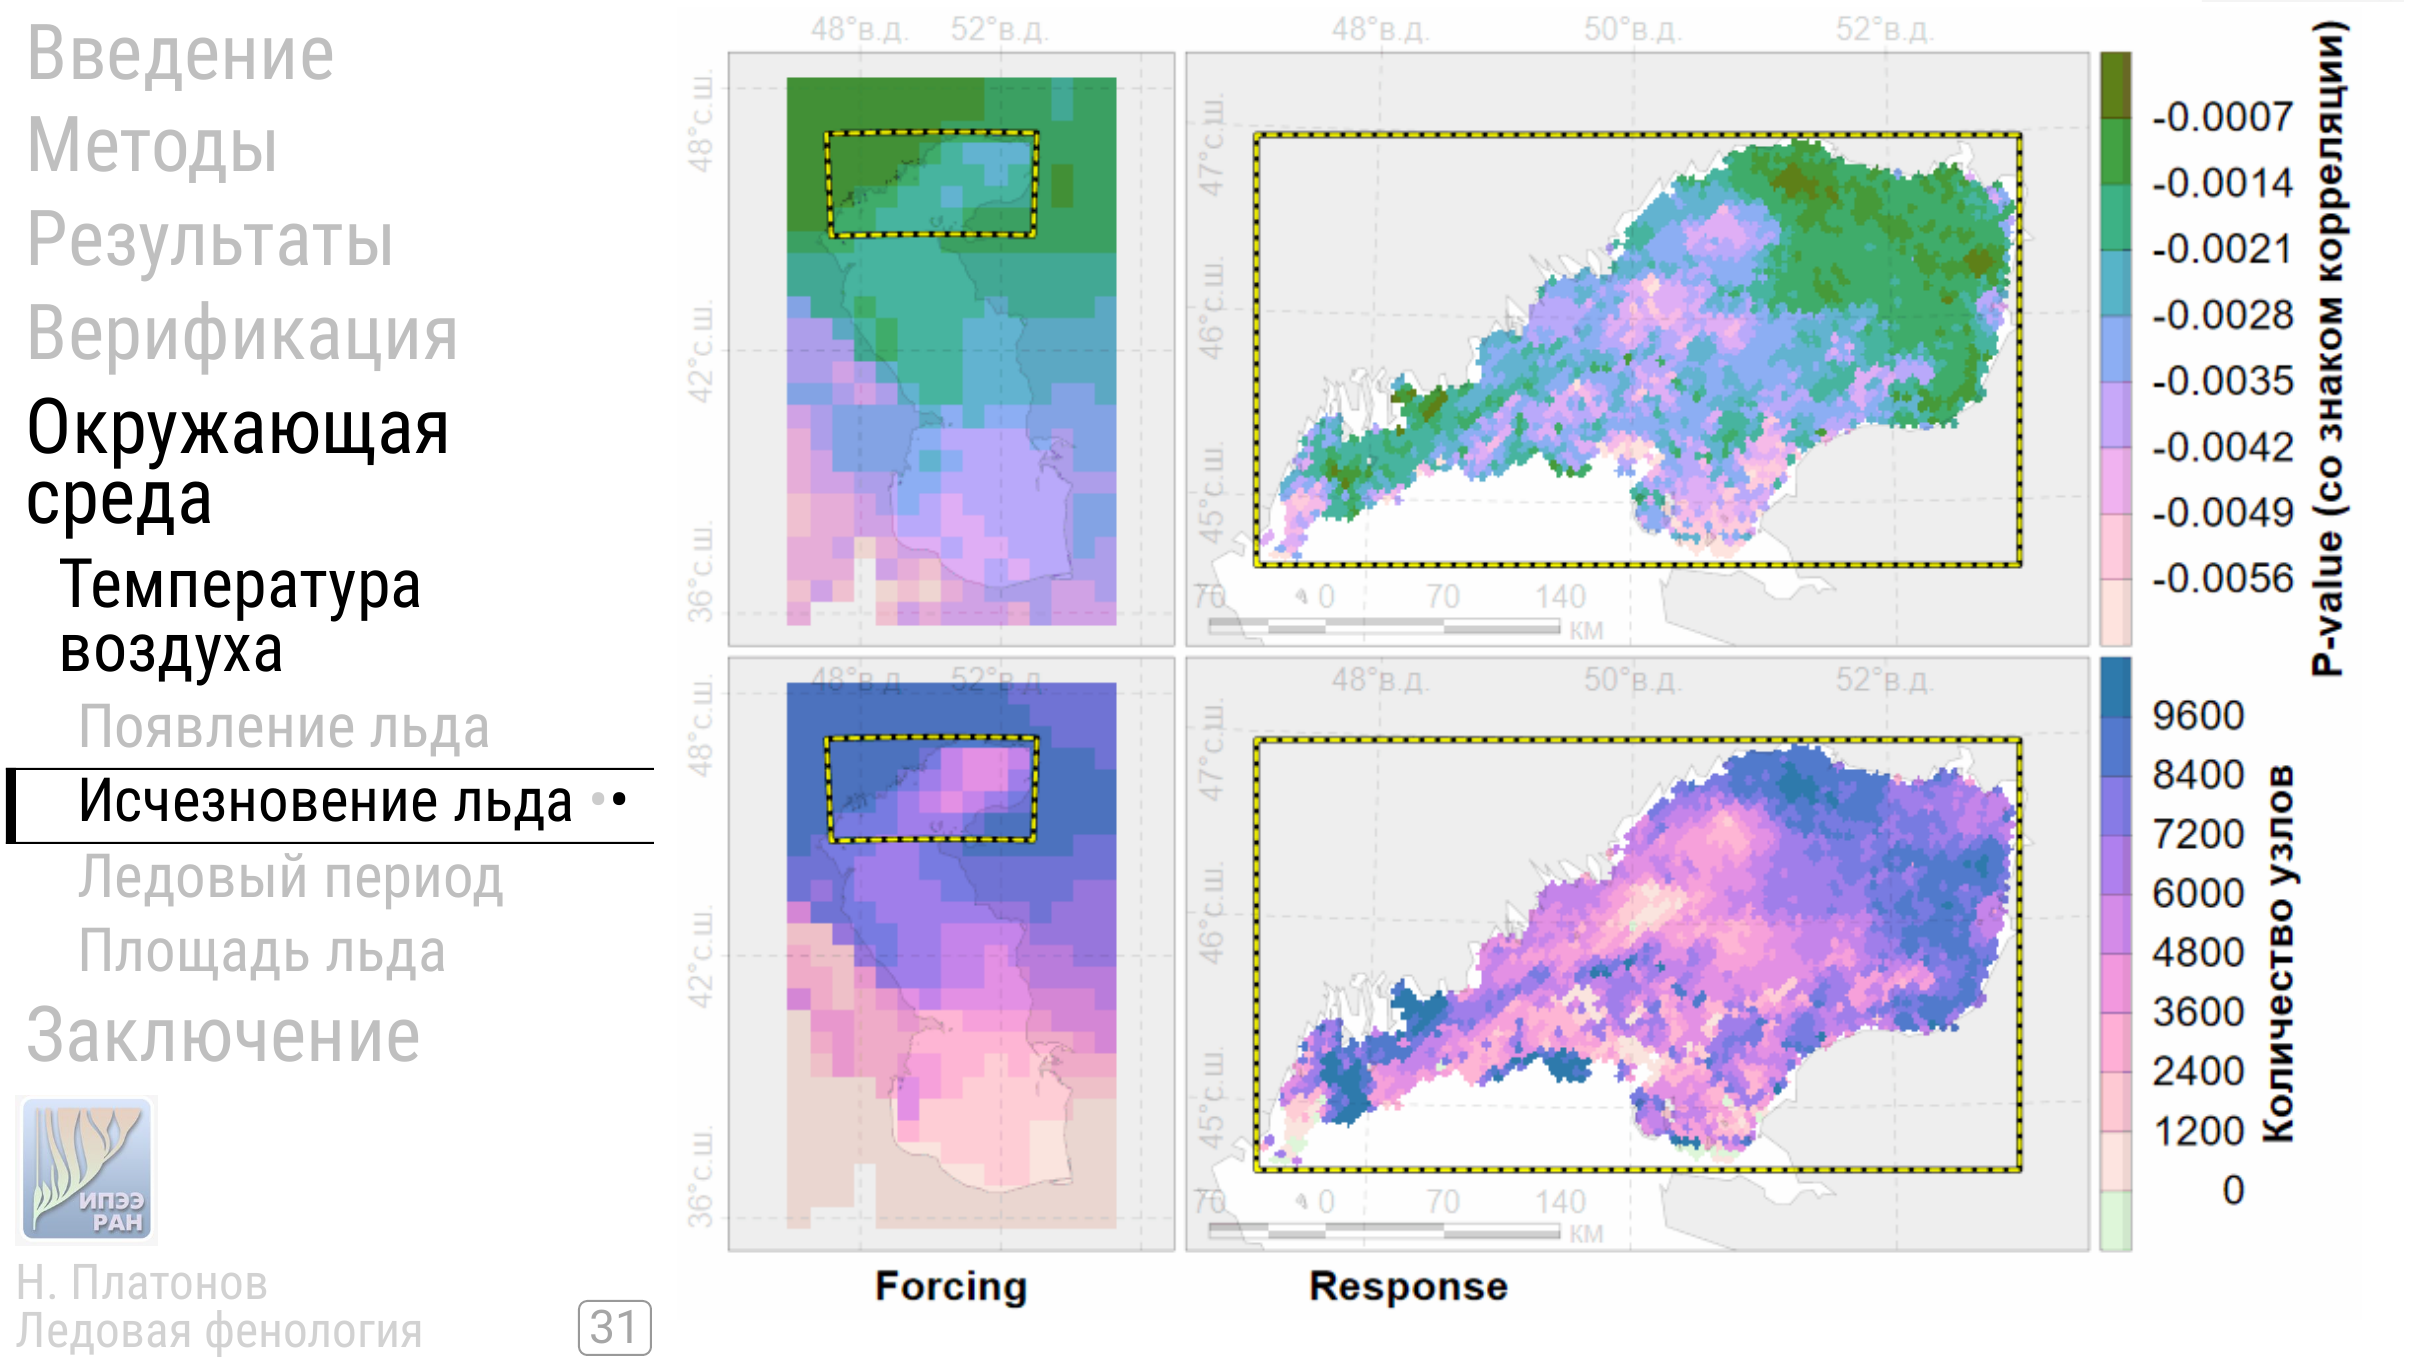 Введение
Методы
Результаты
Верификация
Окружающая
среда
Температура
воздуха
Появление льда
Исчезновение льда
Ледовый период
Площадь льда
Заключение
ИПЭЭ
РАН
Н. Платонов
Ледовая фенология
31
48°в.д. 52°в.д.
48°с.ш.
42°с.ш.
36°с.ш.
48°в.д. 50°в.д. 52°в.д.
47°с.ш.
46°с.ш.
45°с.ш.
70 0 70 140
км
-0.0007
-0.0014
-0.0021
-0.0028
-0.0035
-0.0042
-0.0049
-0.0056
P-value (со знаком корреляции)
48°в.д. 52°в.д.
48°с.ш.
42°с.ш.
36°с.ш.
48°в.д. 50°в.д. 52°в.д.
47°с.ш.
46°с.ш.
45°с.ш.
70 0 70 140
км
9600
8400
7200
6000
4800
3600
2400
1200
0
Количество узлов
Forcing
Response